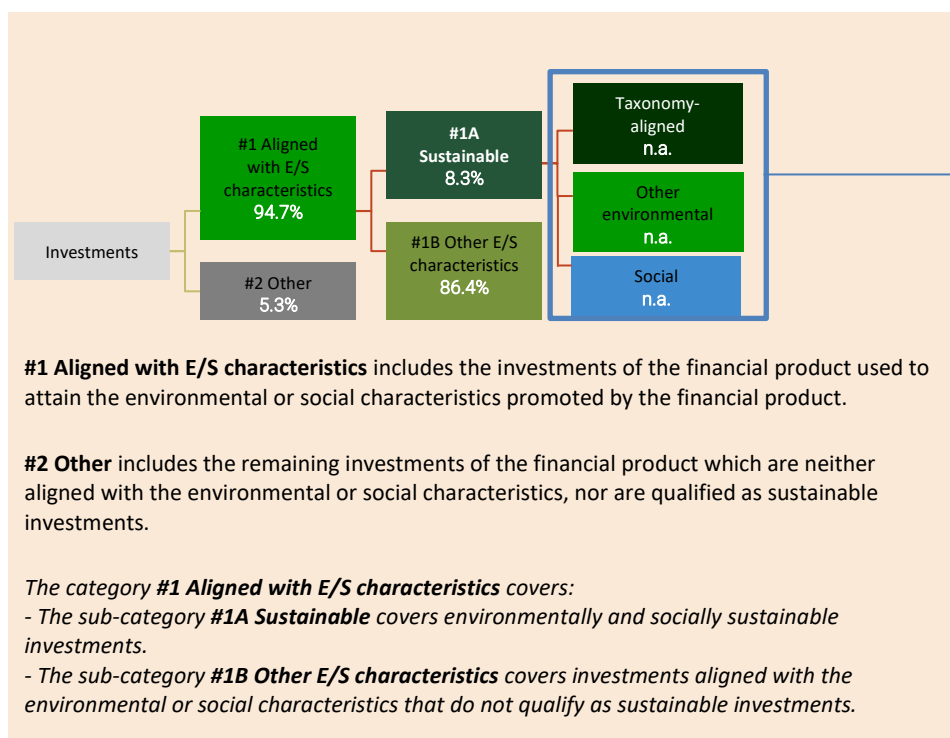 Investments
#1 Aligned
with E/S
characteristics
94.7%
#2 Other
5.3%
#1A
Sustainable
8.3%
#1B Other E/S
characteristics
86.4%
Taxonomy-
aligned
n.a.
Other
environmental
n.a.
Social
n.a.
#1 Aligned with E/S characteristics includes the investments of the financial product used to
attain the environmental or social characteristics promoted by the financial product.
#2 Other includes the remaining investments of the financial product which are neither
aligned with the environmental or social characteristics, nor are qualified as sustainable
investments.
The category #1 Aligned with E/S characteristics covers:
- The sub-category #1A Sustainable covers environmentally and socially sustainable
investments.
- The sub-category #1B Other E/S characteristics covers investments aligned with the
environmental or social characteristics that do not qualify as sustainable investments.